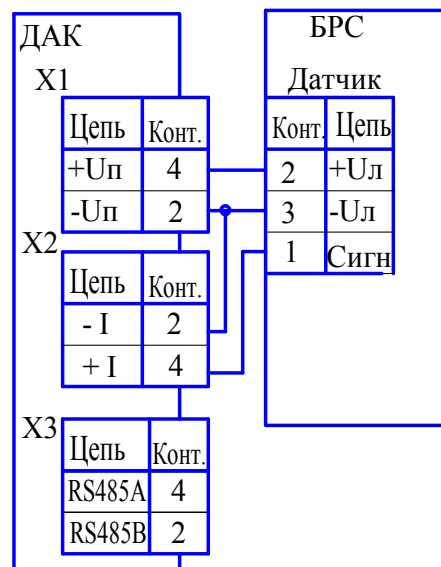 ДАК
БРС
X1
Датчик
Цепь Конт.
+Uп 4
-Uп 2
Конт. Цепь
2 +Uл
3 -Uл
1 Сигн
X2
Цепь Конт.
- I 2
+ I 4
X3
Цепь Конт.
RS485A 4
RS485B 2